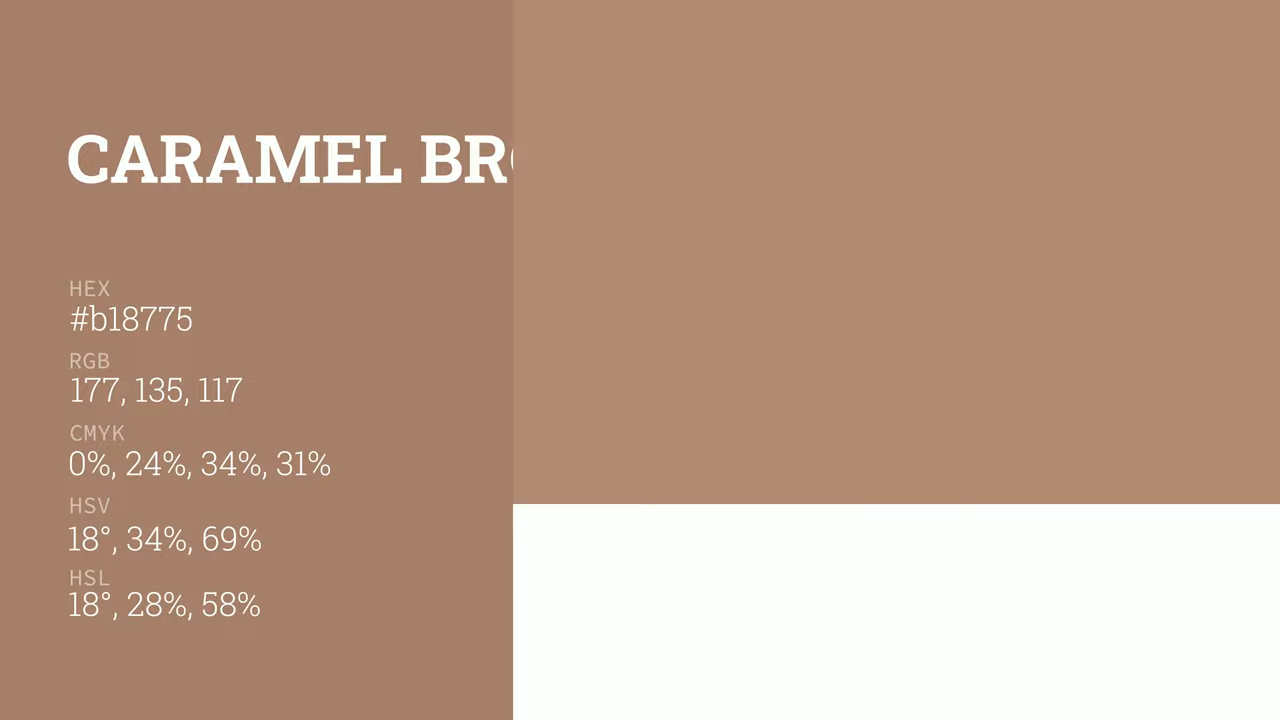 CARAMEL BR
HEX
#b18775
RGB
177, 135, 117
CMYK
0%, 24%, 34%, 31%
HSV
18°, 34%, 69%
HSL
18°, 28%, 58%